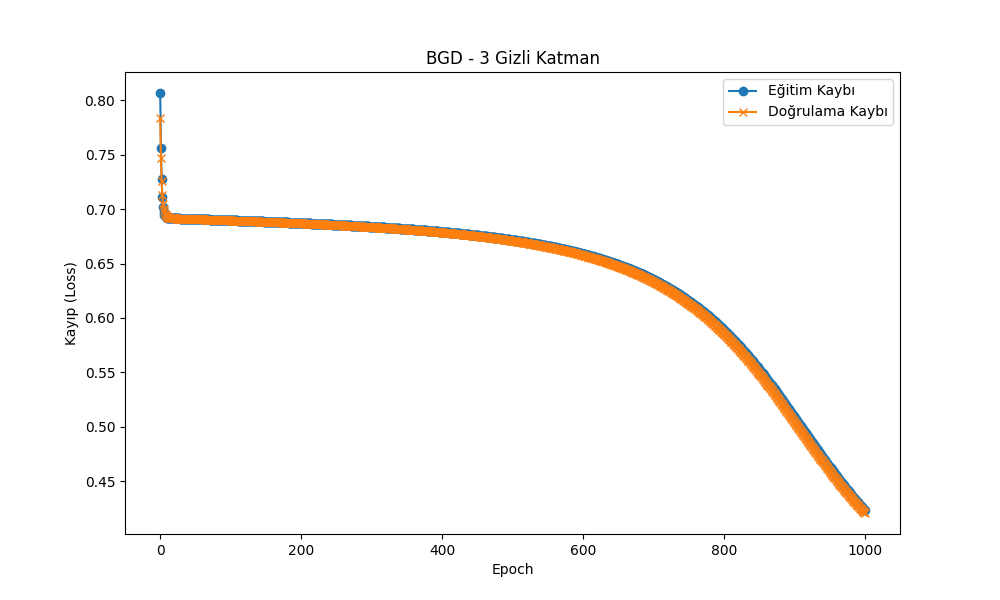 BGD - 3 Gizli Katman
Eğitim Kaybı
Doğrulama Kaybı
Kayıp (Loss)
0.80
0.75
0.70
0.65
0.60
0.55
0.50
0.45
0 200 400 600 800 1000
Epoch